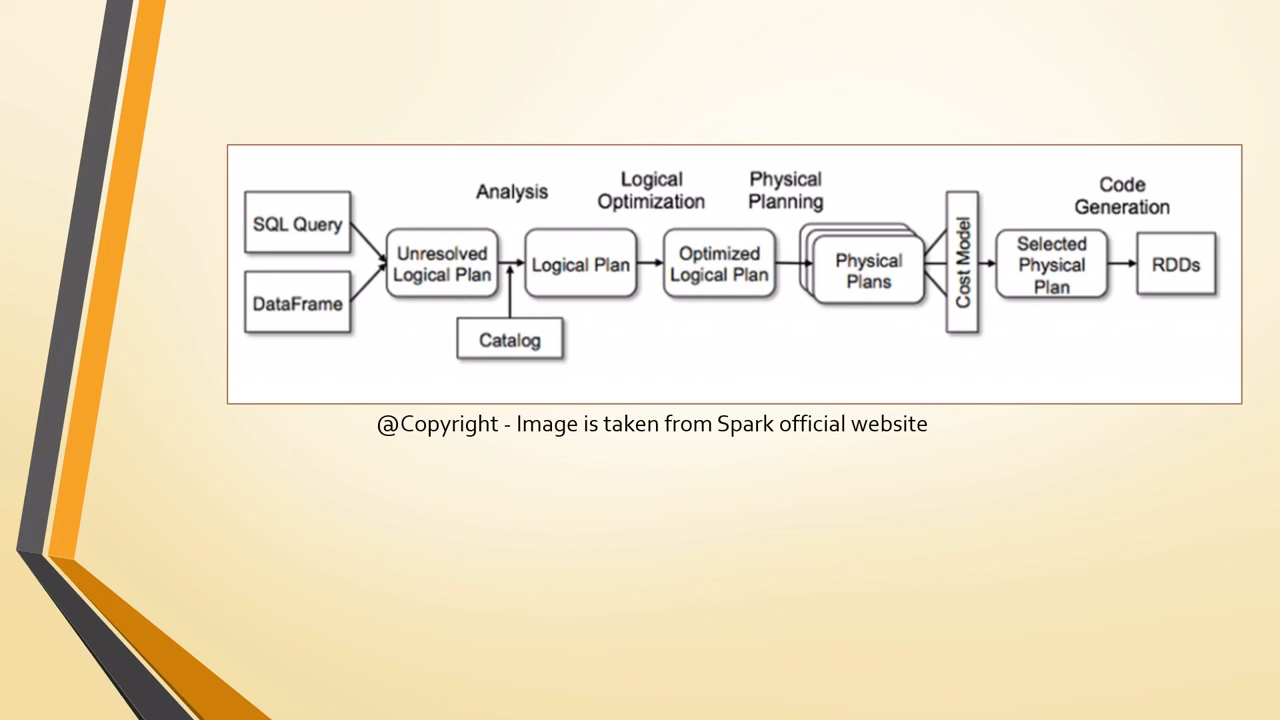 Analysis
Logical
Optimization
Physical
Planning
Code
Generation
SQL Query
DataFrame
Unresolved
Logical Plan
Catalog
Logical Plan
Optimized
Logical Plan
Physical
Plans
Cost Model
Selected
Physical
Plan
RDDs
@Copyright - Image is taken from Spark official website